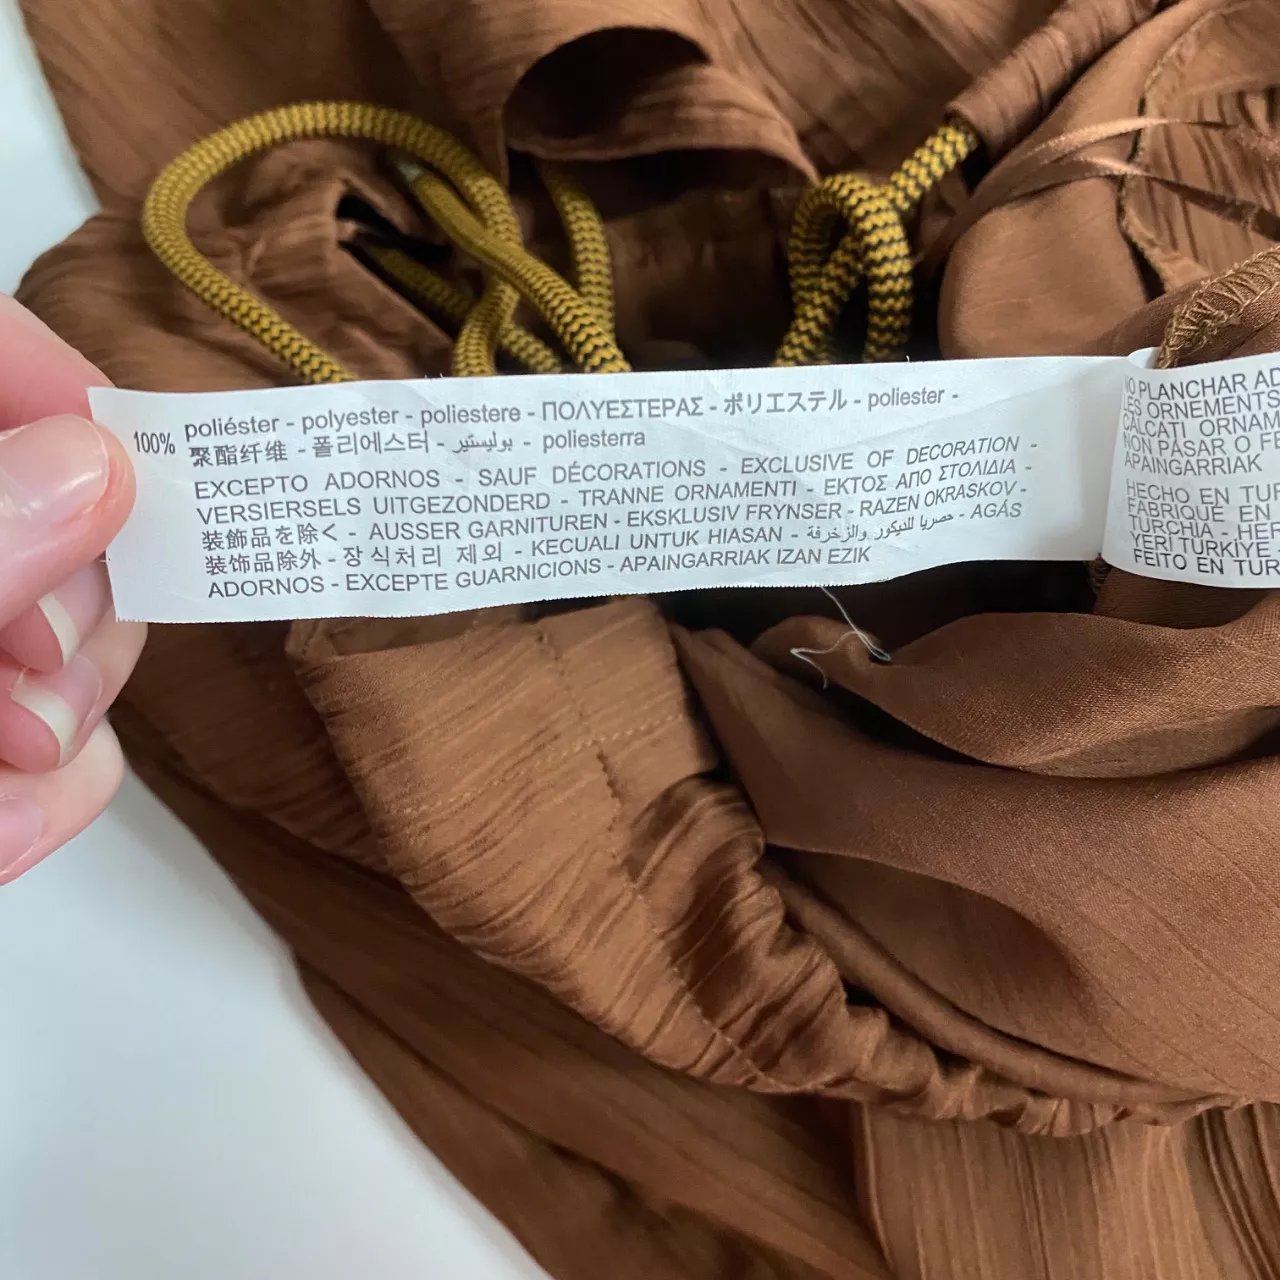 100% poliéster - polyester - poliestere - ΠΟΛΥΕΣΤΕΡΑΣ - ポリエステル - poliester -
聚酯纤维 - 폴리에스터 - بوليستير - poliesterra
EXCEPTO ADORNOS - SAUF DÉCORATIONS - EXCLUSIVE OF DECORATION -
VERSIERSELS UITGEZONDERD - TRANNE ORNAMENTI - ΕΚΤΟΣ ΑΠΟ ΣΤΟΛΙΔΙΑ -
装飾品を除く - AUSSER GARNITUREN - EKSKLUSIV FRYNSER - RAZEN OKRASKOV -
装饰品除外 - 장식처리 제외 - KECUALI UNTUK HIASAN - حصريا للديكور والزخرفة - AGÁS
ADORNOS - EXCEPTE GUARNICIONS - APAINGARRIAK IZAN EZIK
NO PLANCHAR AD
LES ORNEMENTS
CALCATI ORNAM
NON PASAR O FE
APAINGARRIAK
HECHO EN TUR
FABRIQUÉ EN
TURCHIA - HER
YERİ TÜRKİYE -
FEITO EN TUR